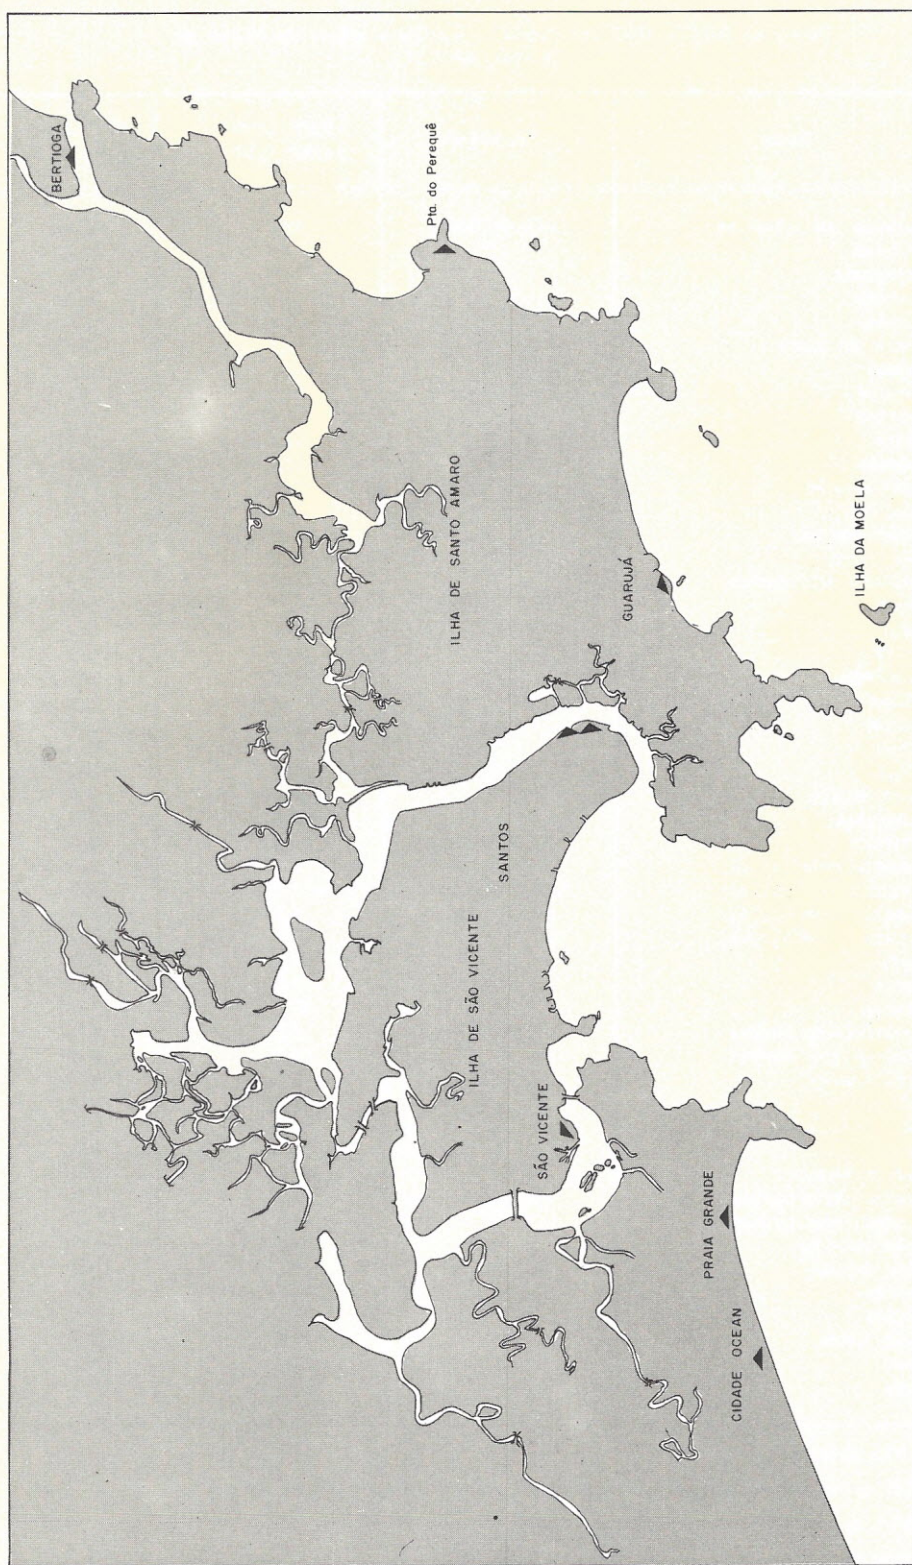 BERTIOGA
Pta. do Perequê
ILHA DE SANTO AMARO
GUARUJÁ
ILHA DA MOELA
SANTOS
ILHA DE SÃO VICENTE
SÃO VICENTE
PRAIA GRANDE
CIDADE OCEAN